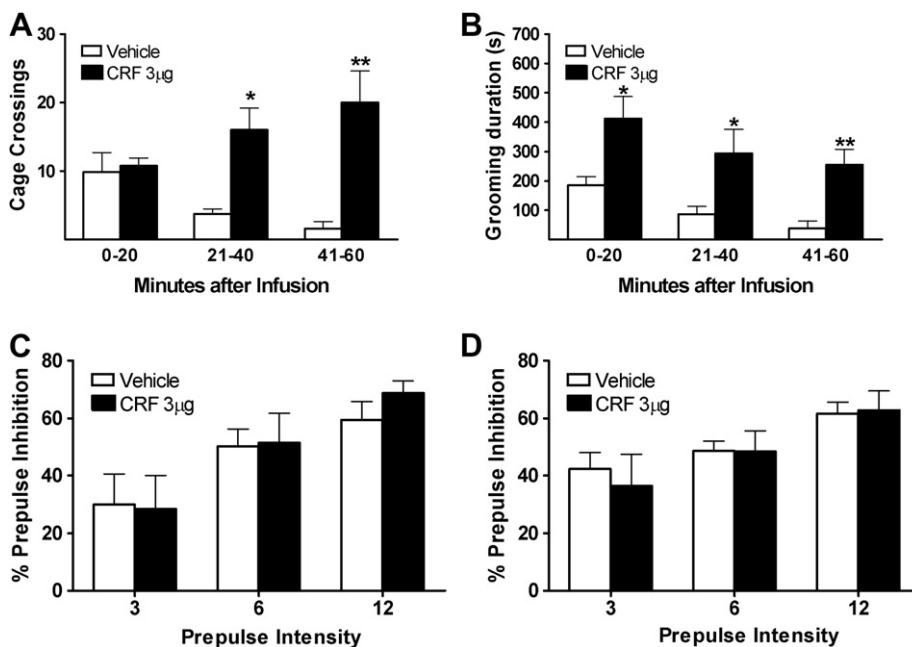 A
Vehicle
CRF 3μg
Cage Crossings
30
20
10
*
**
0-20
21-40
41-60
Minutes after Infusion
B
Vehicle
CRF 3μg
Grooming duration (s)
700
600
500
400
300
200
100
*
*
**
0-20
21-40
41-60
Minutes after Infusion
C
Vehicle
CRF 3μg
% Prepulse Inhibition
80
60
40
20
0
3
6
12
Prepulse Intensity
D
Vehicle
CRF 3μg
% Prepulse Inhibition
80
60
40
20
0
3
6
12
Prepulse Intensity